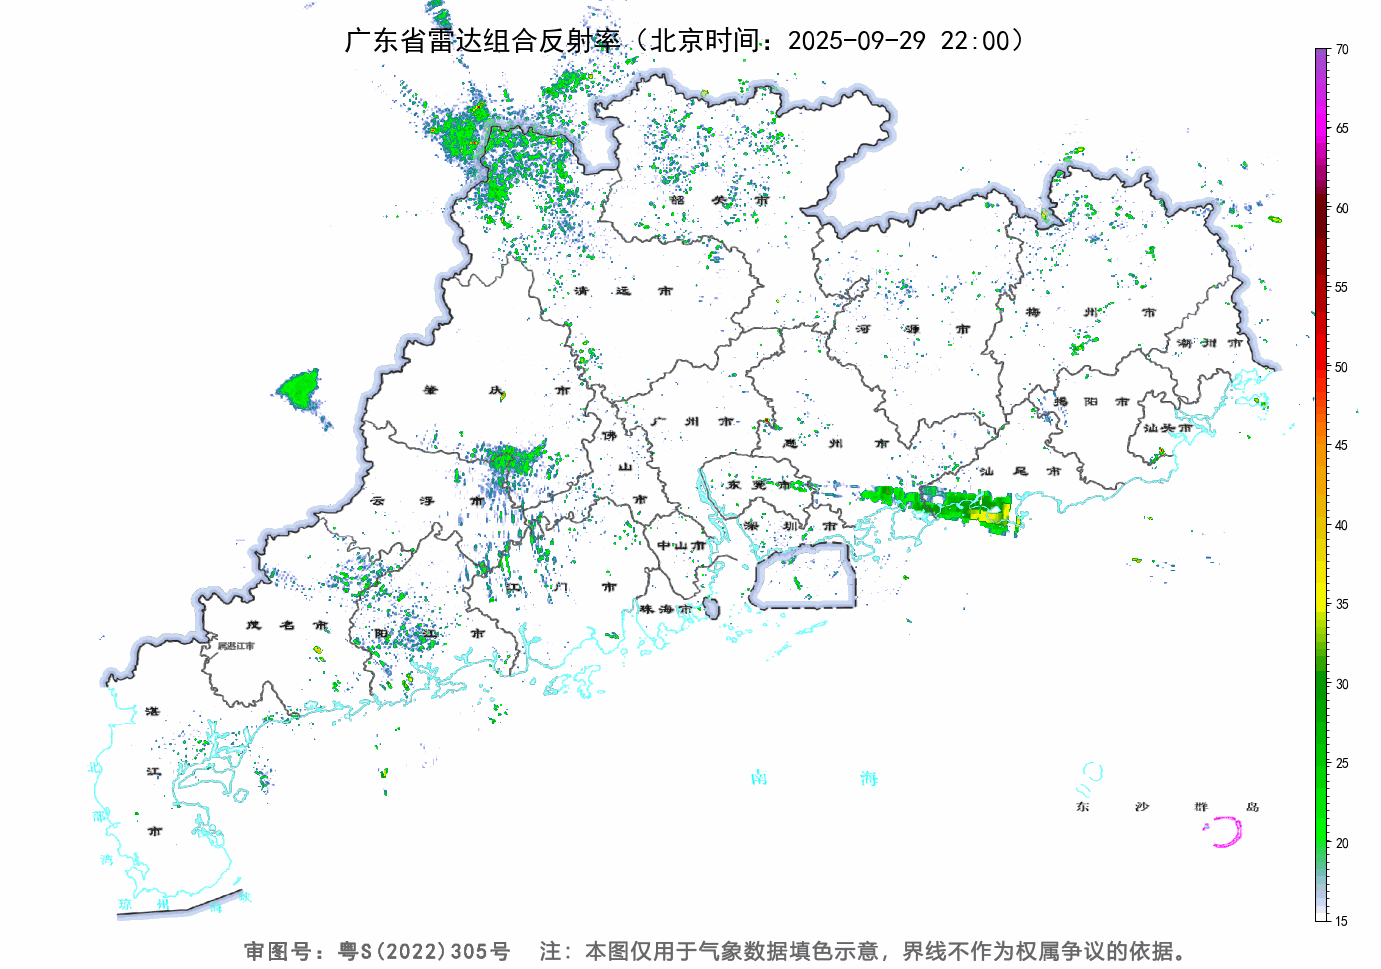 广东省雷达组合反射率（北京时间：2025-09-29 22:00）
70
65
60
55
50
45
40
35
30
25
20
15
韶 关 市
清 远 市
河 源 市
梅 州 市
潮 州 市
肇 庆 市
广 州 市
惠 州 市
揭 阳 市
汕头市
佛 山 市
汕 尾 市
云 浮 市
东 莞 市
深 圳 市
中山市
江 门 市
珠海市
茂 名 市
阳 江 市
属湛江市
湛 江 市
南 海
东 沙 群 岛
北 部 湾
琼 州 海 峡
审图号：粤S(2022)305号 注：本图仅用于气象数据填色示意，界线不作为权属争议的依据。